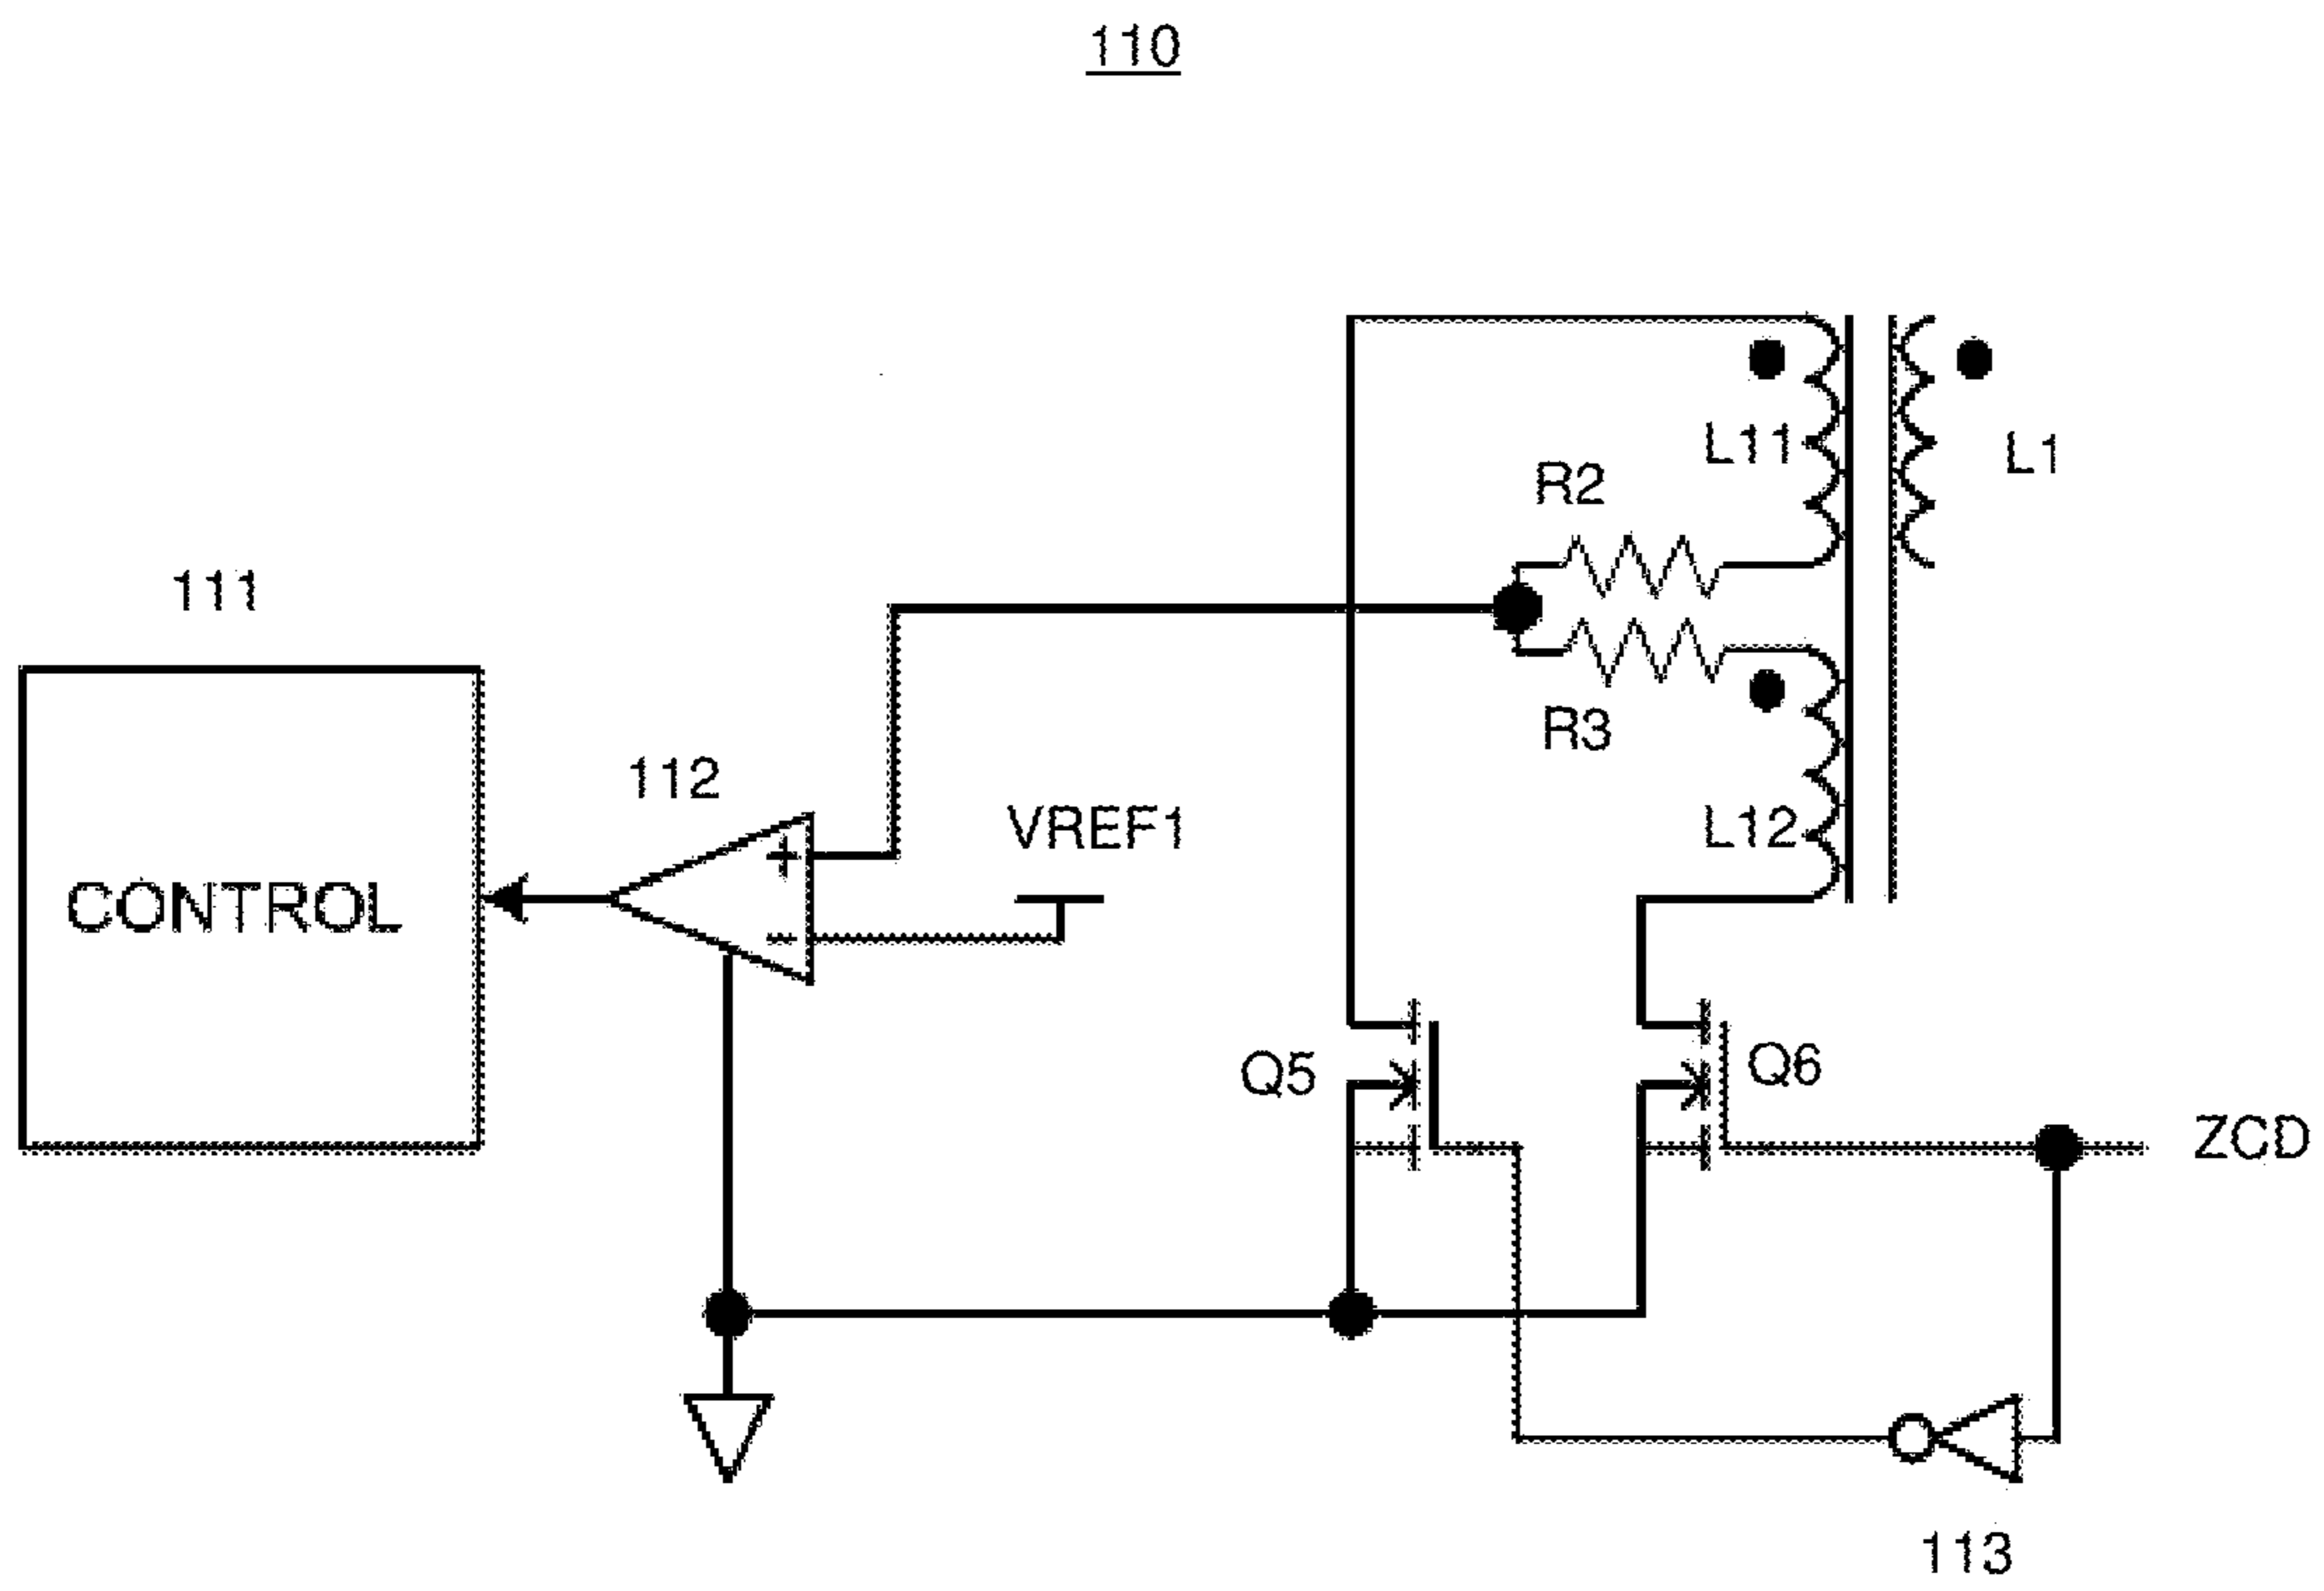 110
L11
L1
R2
111
R3
112
VREF1
L12
CONTROL
+
-
Q5
Q6
ZCD
113